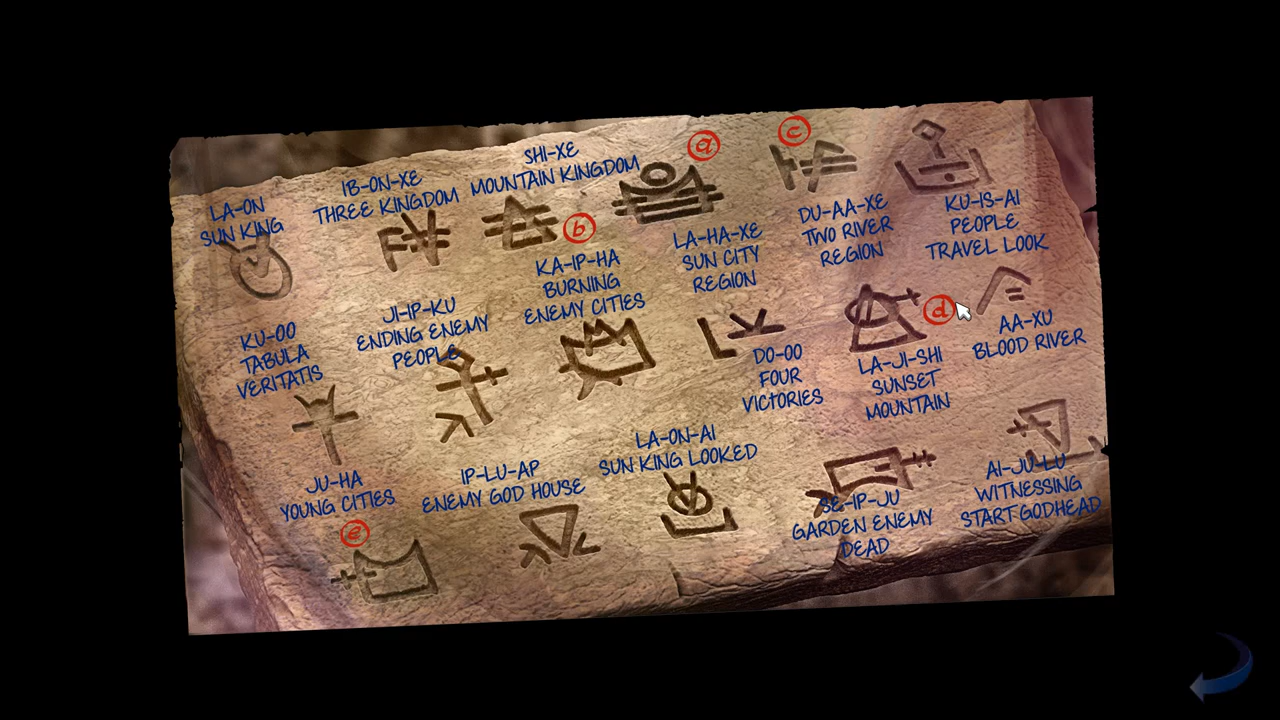 LA-ON
SUN KING
IB-ON-XE
THREE KINGDOM
SHI-XE
MOUNTAIN KINGDOM
a
c
LA-HA-XE
SUN CITY
REGION
DU-AA-XE
TWO RIVER
REGION
KU-IS-AI
PEOPLE
TRAVEL LOOK
b
KA-IP-HA
BURNING
ENEMY CITIES
KU-OO
TABULA
VERITATIS
JI-IP-KU
ENDING ENEMY
PEOPLE
DO-OO
FOUR
VICTORIES
d
LA-JI-SHI
SUNSET
MOUNTAIN
AA-XU
BLOOD RIVER
JU-HA
YOUNG CITIES
e
IP-LU-AP
ENEMY GOD HOUSE
LA-ON-AI
SUN KING LOOKED
SE-IP-JU
GARDEN ENEMY
DEAD
AI-JU-LU
WITNESSING
START GODHEAD